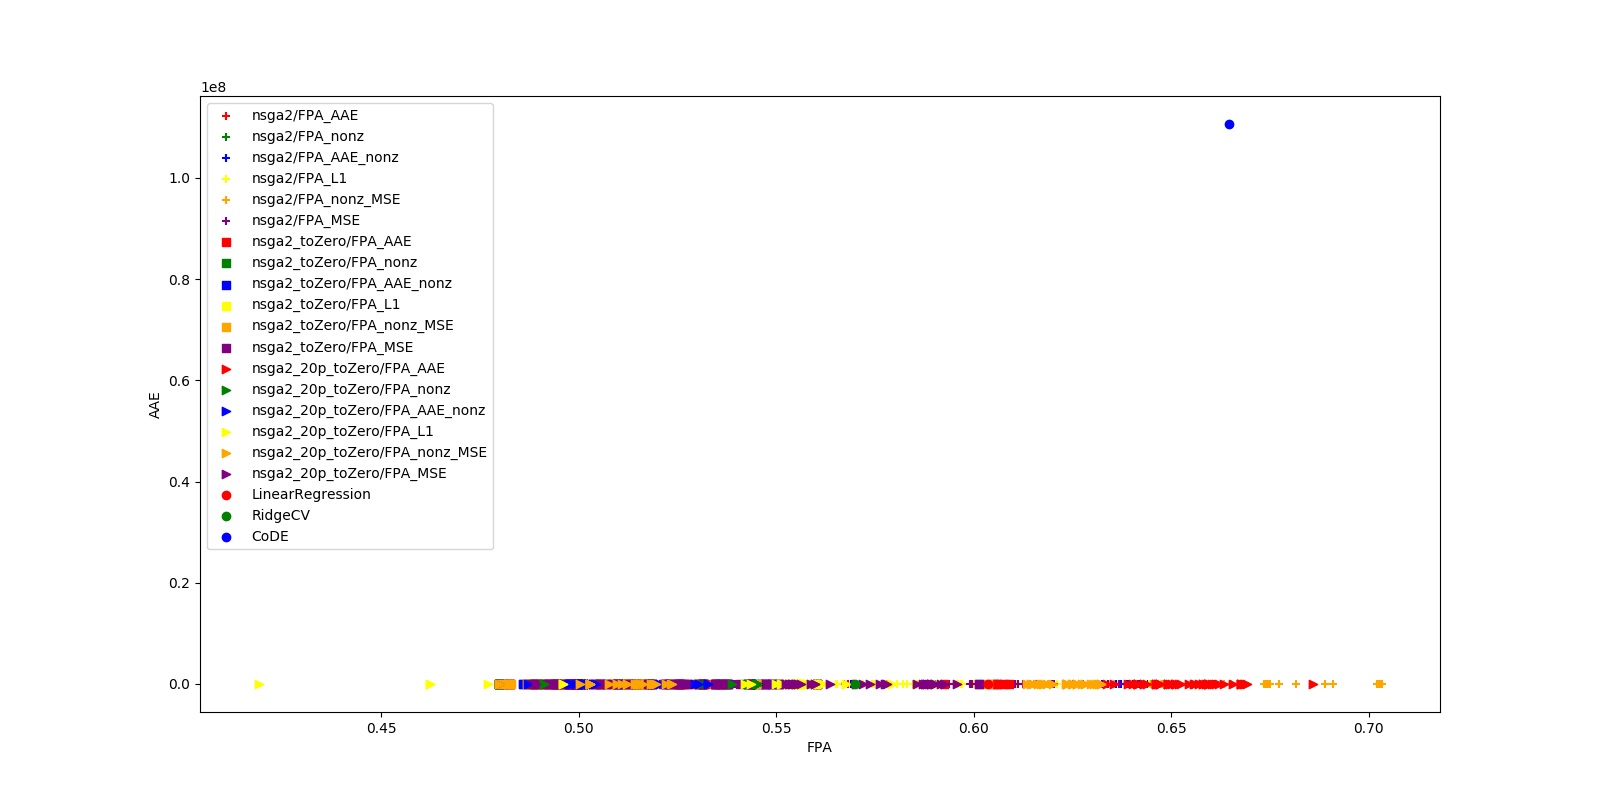 1e8
nsga2/FPA_AAE
nsga2/FPA_nonz
nsga2/FPA_AAE_nonz
nsga2/FPA_L1
nsga2/FPA_nonz_MSE
nsga2/FPA_MSE
nsga2_toZero/FPA_AAE
nsga2_toZero/FPA_nonz
nsga2_toZero/FPA_AAE_nonz
nsga2_toZero/FPA_L1
nsga2_toZero/FPA_nonz_MSE
nsga2_toZero/FPA_MSE
nsga2_20p_toZero/FPA_AAE
nsga2_20p_toZero/FPA_nonz
nsga2_20p_toZero/FPA_AAE_nonz
nsga2_20p_toZero/FPA_L1
nsga2_20p_toZero/FPA_nonz_MSE
nsga2_20p_toZero/FPA_MSE
LinearRegression
RidgeCV
CoDE
1.0
0.8
0.6
0.4
0.2
0.0
AAE
0.45 0.50 0.55 0.60 0.65 0.70
FPA